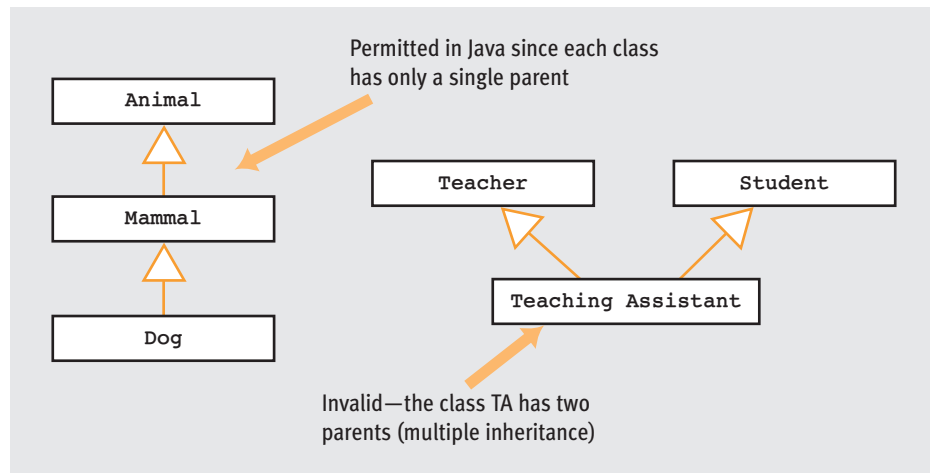 Permitted in Java since each class
has only a single parent
Animal
Mammal
Dog
Teacher
Student
Teaching Assistant
Invalid—the class TA has two
parents (multiple inheritance)